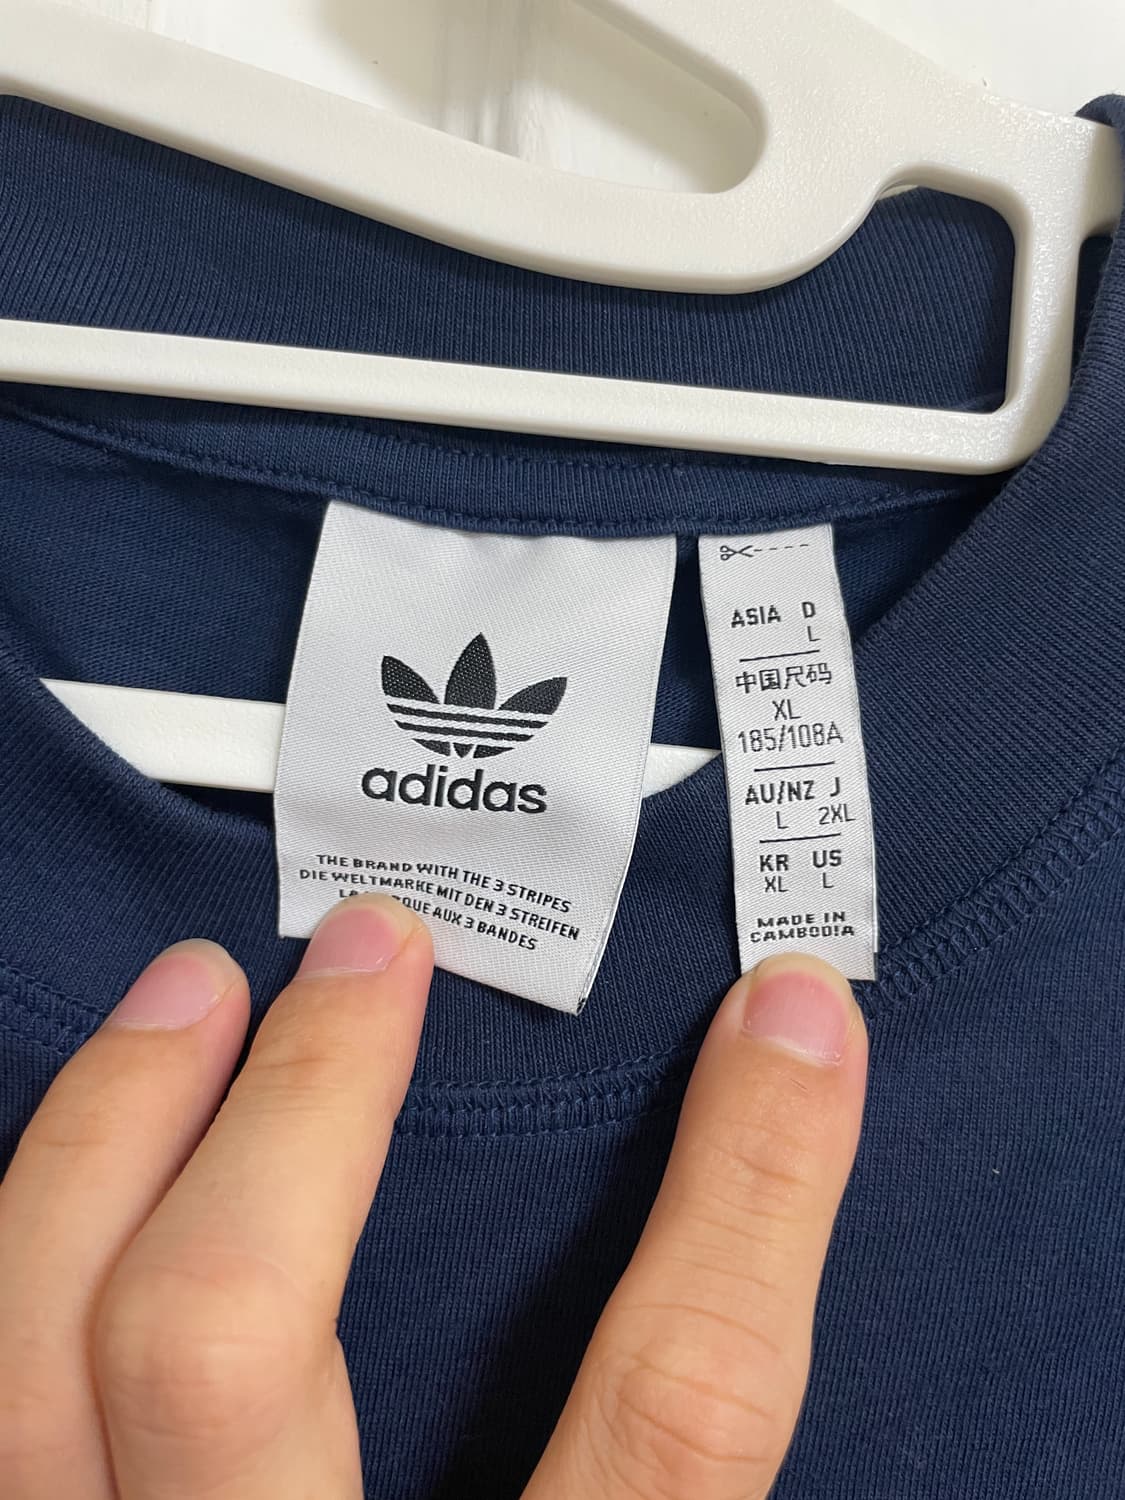 adidas
THE BRAND WITH THE 3 STRIPES
DIE WELTMARKE MIT DEN 3 STREIFEN
AUX 3 BANDES
ASIA D
L
中国尺码
XL
185/108A
AU/NZ J
L 2XL
KR US
XL L
MADE IN
CAMBODIA